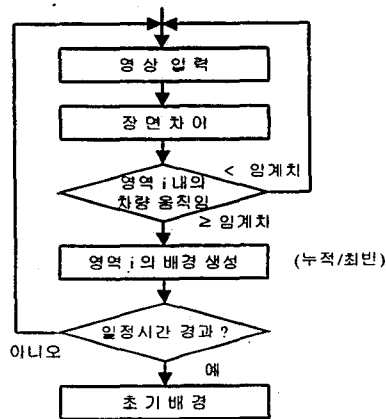 영상 입력
장면차이
< 임계치
영역 i 내의
차량 움직임
≥ 임계차
영역 i 의 배경 생성
(누적/최빈)
일정시간 경과 ?
아니오
예
초기배경